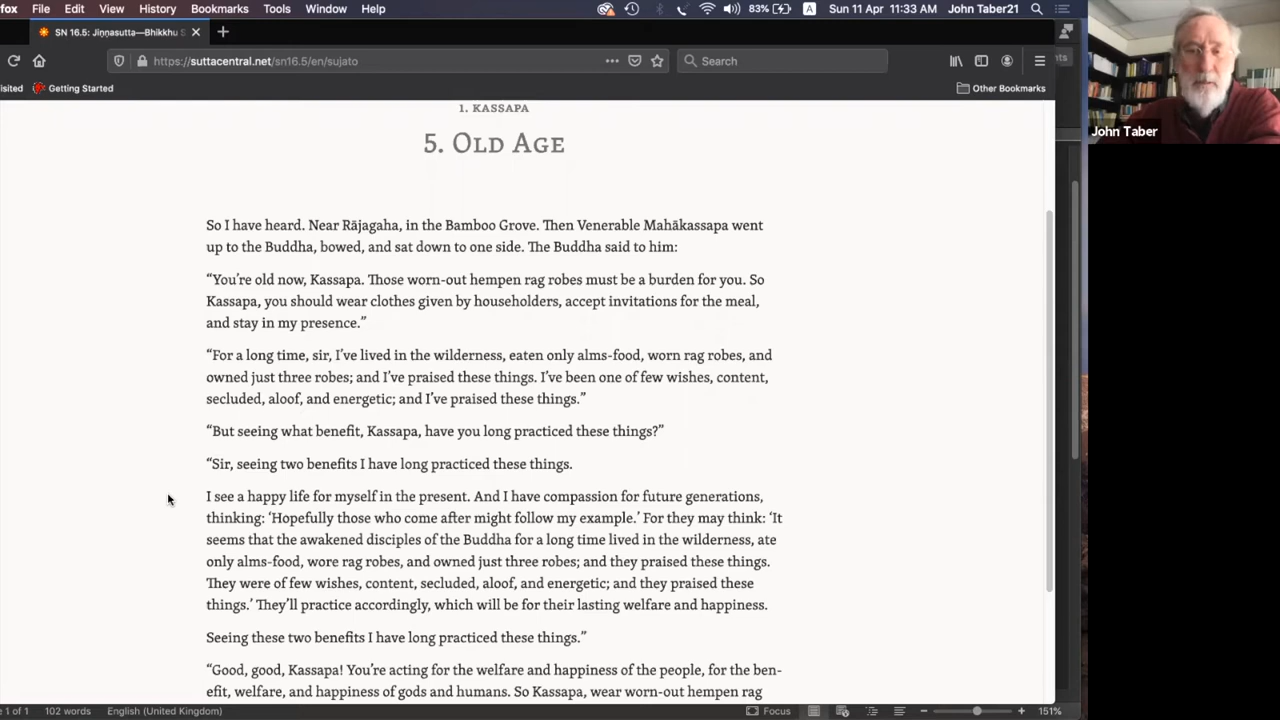 fox File Edit View History Bookmarks Tools Window Help 83% A Sun 11 Apr 11:33 AM John Taber21
SN 16.5: Jiṇṇasutta—Bhikkhu S
https://suttacentral.net/sn16.5/en/sujato
Search
isited Getting Started Other Bookmarks
nts
John Taber
1. KASSAPA
5. OLD AGE
So I have heard. Near Rājagaha, in the Bamboo Grove. Then Venerable Mahākassapa went
up to the Buddha, bowed, and sat down to one side. The Buddha said to him:
“You’re old now, Kassapa. Those worn-out hempen rag robes must be a burden for you. So
Kassapa, you should wear clothes given by householders, accept invitations for the meal,
and stay in my presence.”
“For a long time, sir, I’ve lived in the wilderness, eaten only alms-food, worn rag robes, and
owned just three robes; and I’ve praised these things. I’ve been one of few wishes, content,
secluded, aloof, and energetic; and I’ve praised these things.”
“But seeing what benefit, Kassapa, have you long practiced these things?”
“Sir, seeing two benefits I have long practiced these things.
I see a happy life for myself in the present. And I have compassion for future generations,
thinking: ‘Hopefully those who come after might follow my example.’ For they may think: ‘It
seems that the awakened disciples of the Buddha for a long time lived in the wilderness, ate
only alms-food, wore rag robes, and owned just three robes; and they praised these things.
They were of few wishes, content, secluded, aloof, and energetic; and they praised these
things.’ They’ll practice accordingly, which will be for their lasting welfare and happiness.
Seeing these two benefits I have long practiced these things.”
“Good, good, Kassapa! You’re acting for the welfare and happiness of the people, for the ben-
efit, welfare, and happiness of gods and humans. So Kassapa, wear worn-out hempen rag
e 1 of 1 102 words English (United Kingdom) Focus 151%